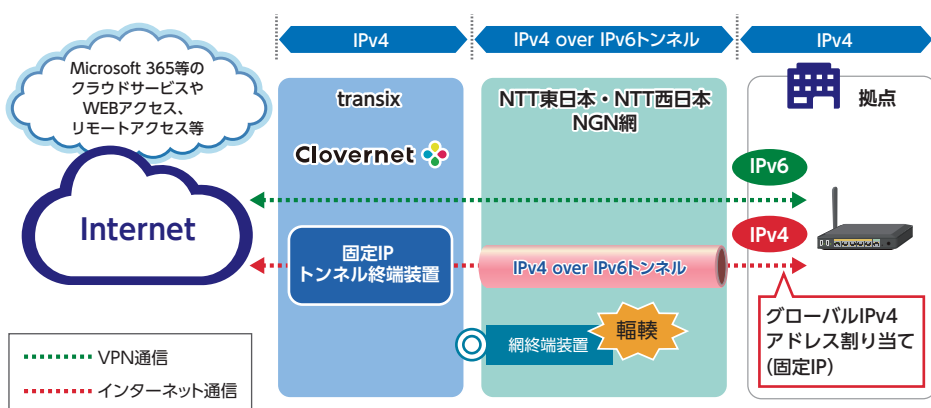 IPv4
IPv4 over IPv6トンネル
IPv4
Microsoft 365等の
クラウドサービスや
WEBアクセス、
リモートアクセス等
transix
Clovernet
NTT東日本・NTT西日本
NGN網
拠点
IPv6
Internet
IPv4
固定IP
トンネル終端装置
IPv4 over IPv6トンネル
網終端装置
輻輳
グローバルIPv4
アドレス割り当て
(固定IP)
VPN通信
インターネット通信